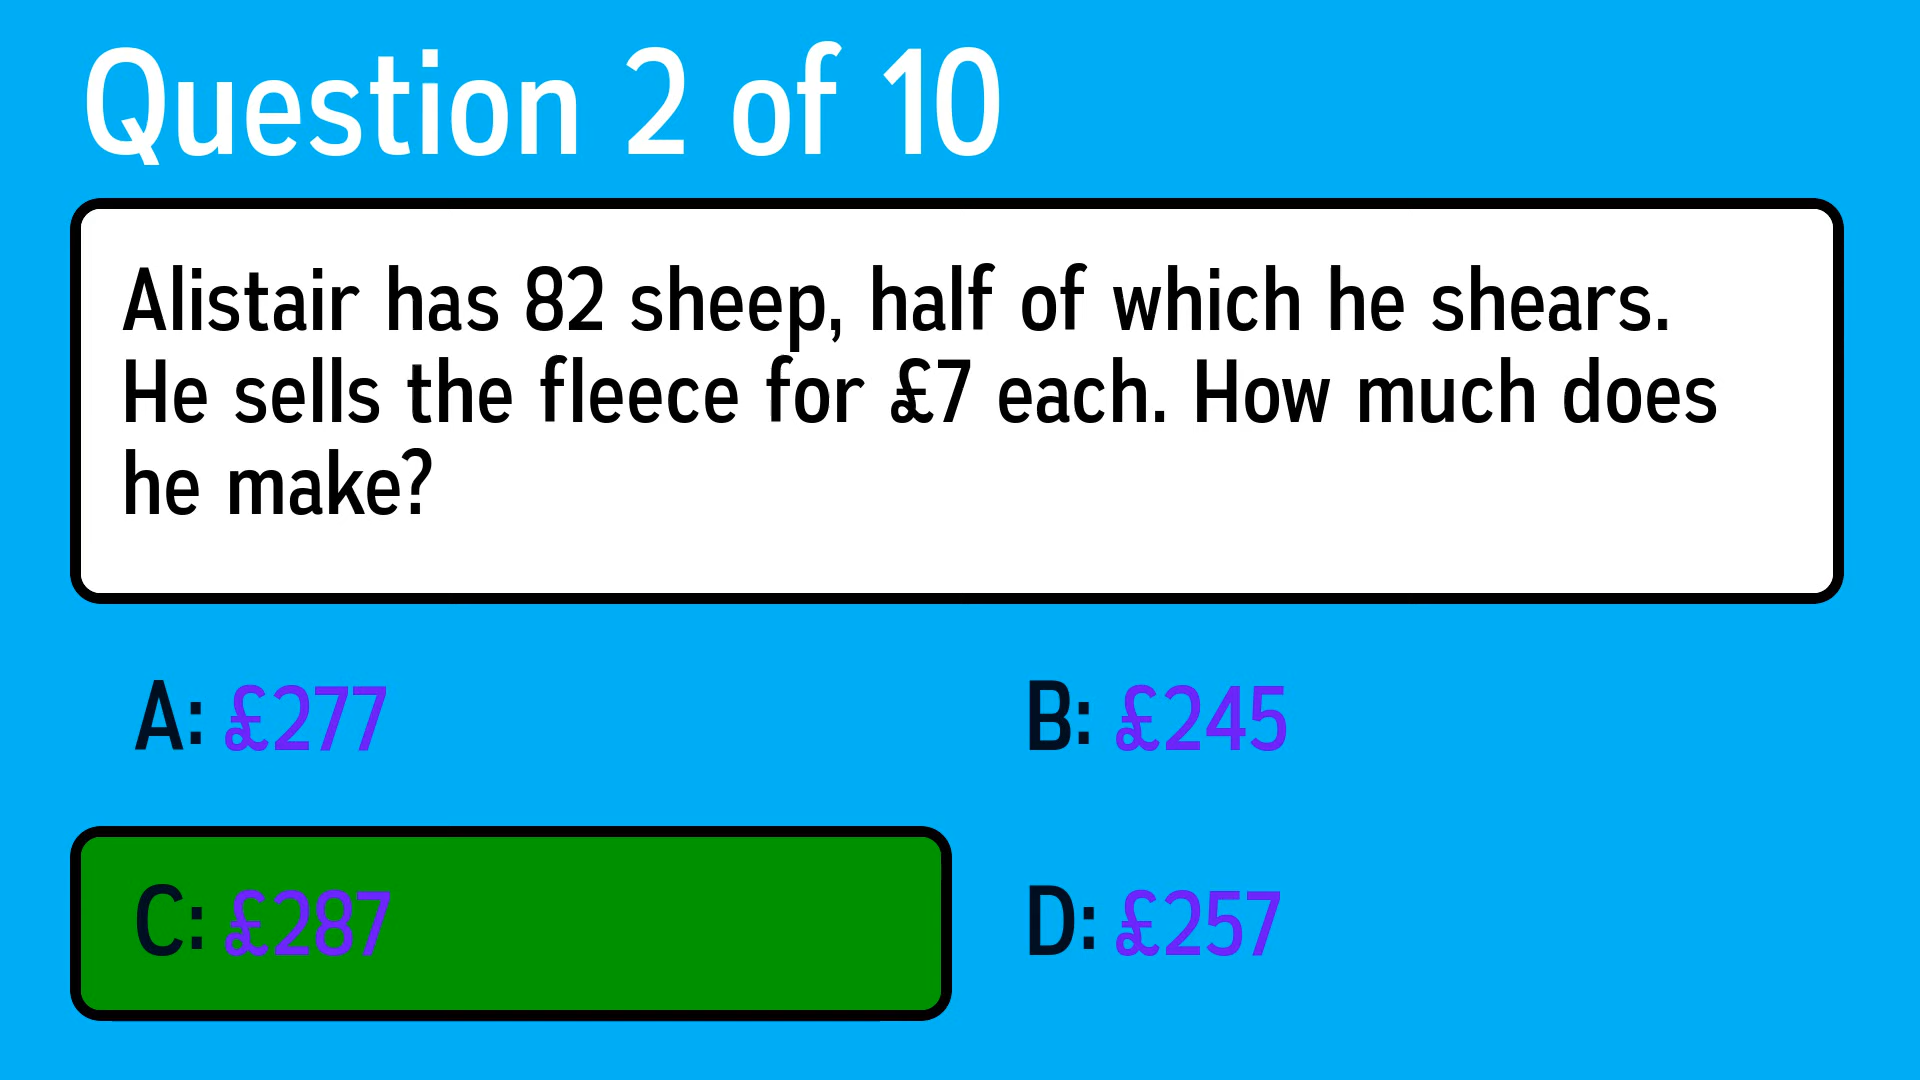 Question 2 of 10
Alistair has 82 sheep, half of which he shears.
He sells the fleece for £7 each. How much does
he make?
A: £277
B: £245
C: £287
D: £257